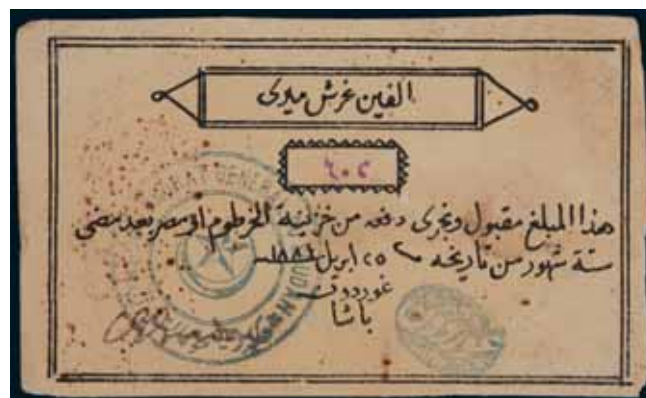 الفين غرش ميرى
٦٠٢
هذا المبلغ مقبول ويجرى دفعه من خزينة الخرطوم او مصر بعد مضى
ستة شهور من تاريخه ٢٥ ابريل ١٨٨٤
غوردون
باشا